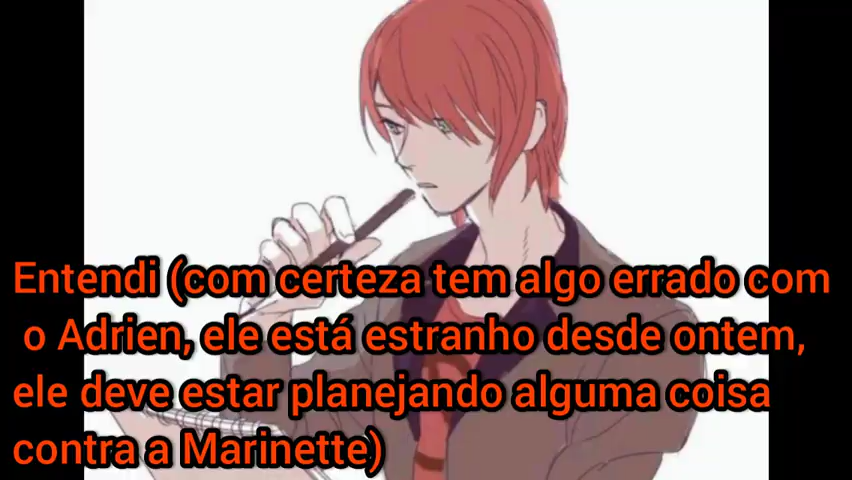 Entendi (com certeza tem algo errado com
o Adrien, ele está estranho desde ontem,
ele deve estar planejando alguma coisa
contra a Marinette)